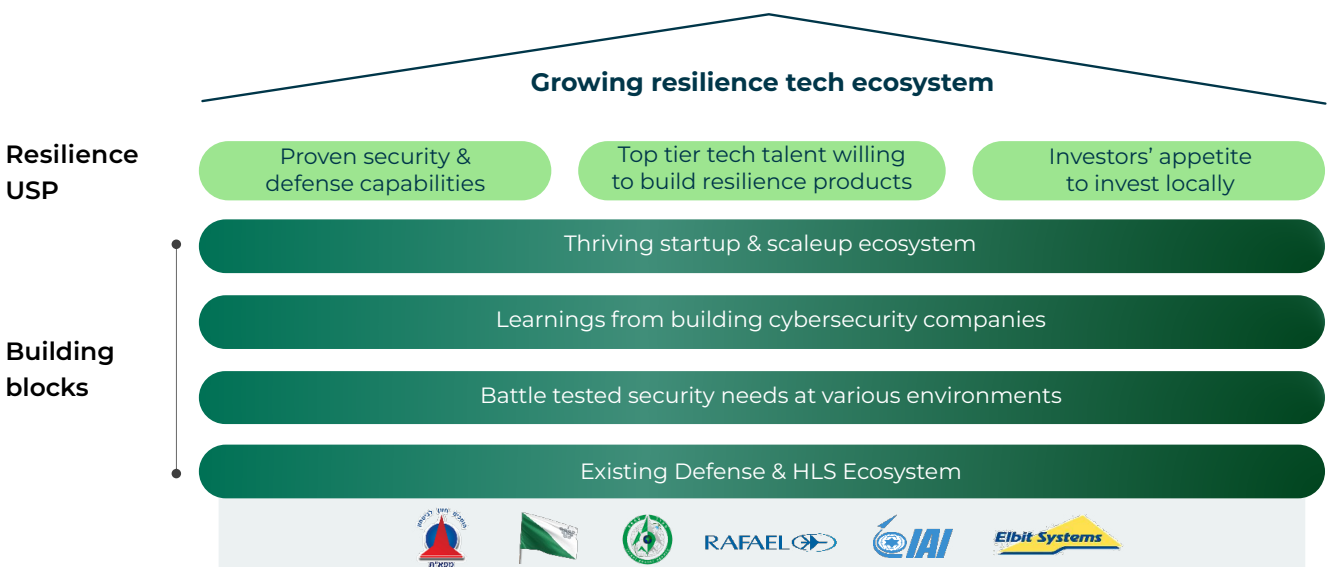 Growing resilience tech ecosystem
Resilience
USP
Proven security &
defense capabilities
Top tier tech talent willing
to build resilience products
Investors’ appetite
to invest locally
Thriving startup & scaleup ecosystem
Learnings from building cybersecurity companies
Building
blocks
Battle tested security needs at various environments
Existing Defense & HLS Ecosystem
מפא"ת
RAFAEL
IAI
Elbit Systems